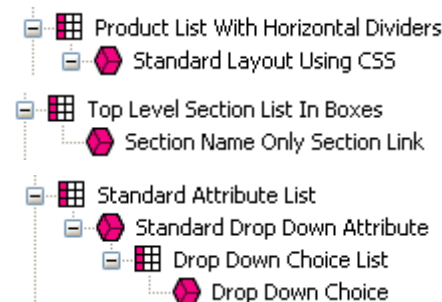 Product List With Horizontal Dividers
Standard Layout Using CSS
Top Level Section List In Boxes
Section Name Only Section Link
Standard Attribute List
Standard Drop Down Attribute
Drop Down Choice List
Drop Down Choice